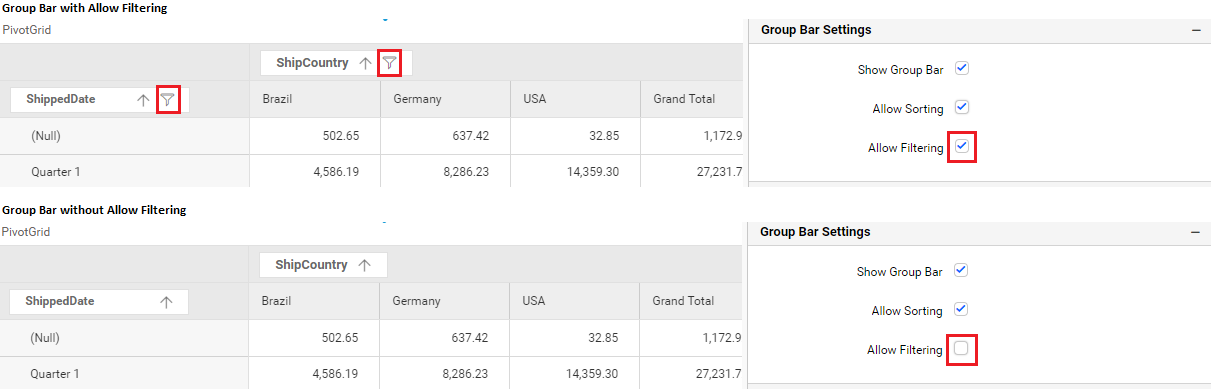 Group Bar with Allow Filtering
PivotGrid
Group Bar Settings
ShipCountry
Show Group Bar
ShippedDate
Brazil Germany USA Grand Total
Allow Sorting
(Null) 502.65 637.42 32.85 1,172.9
Allow Filtering
Quarter 1 4,586.19 8,286.23 14,359.30 27,231.7
Group Bar without Allow Filtering
PivotGrid
Group Bar Settings
ShipCountry
Show Group Bar
ShippedDate
Brazil Germany USA Grand Total
Allow Sorting
(Null) 502.65 637.42 32.85 1,172.9
Allow Filtering
Quarter 1 4,586.19 8,286.23 14,359.30 27,231.7